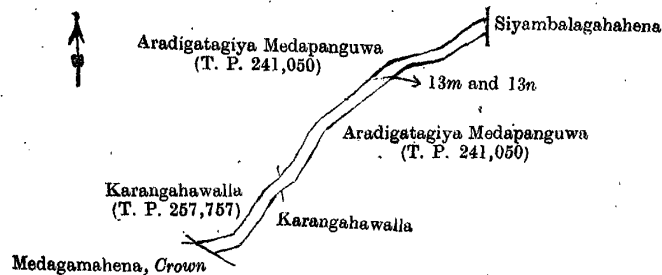 Siyambalagahahena
Aradigatagiya Medapanguwa
(T. P. 241,050)
13m and 13n
Aradigatagiya Medapanguwa
(T. P. 241,050)
Karangahawalla
(T. P. 257,757)
Karangahawalla
Medagamahena, Crown